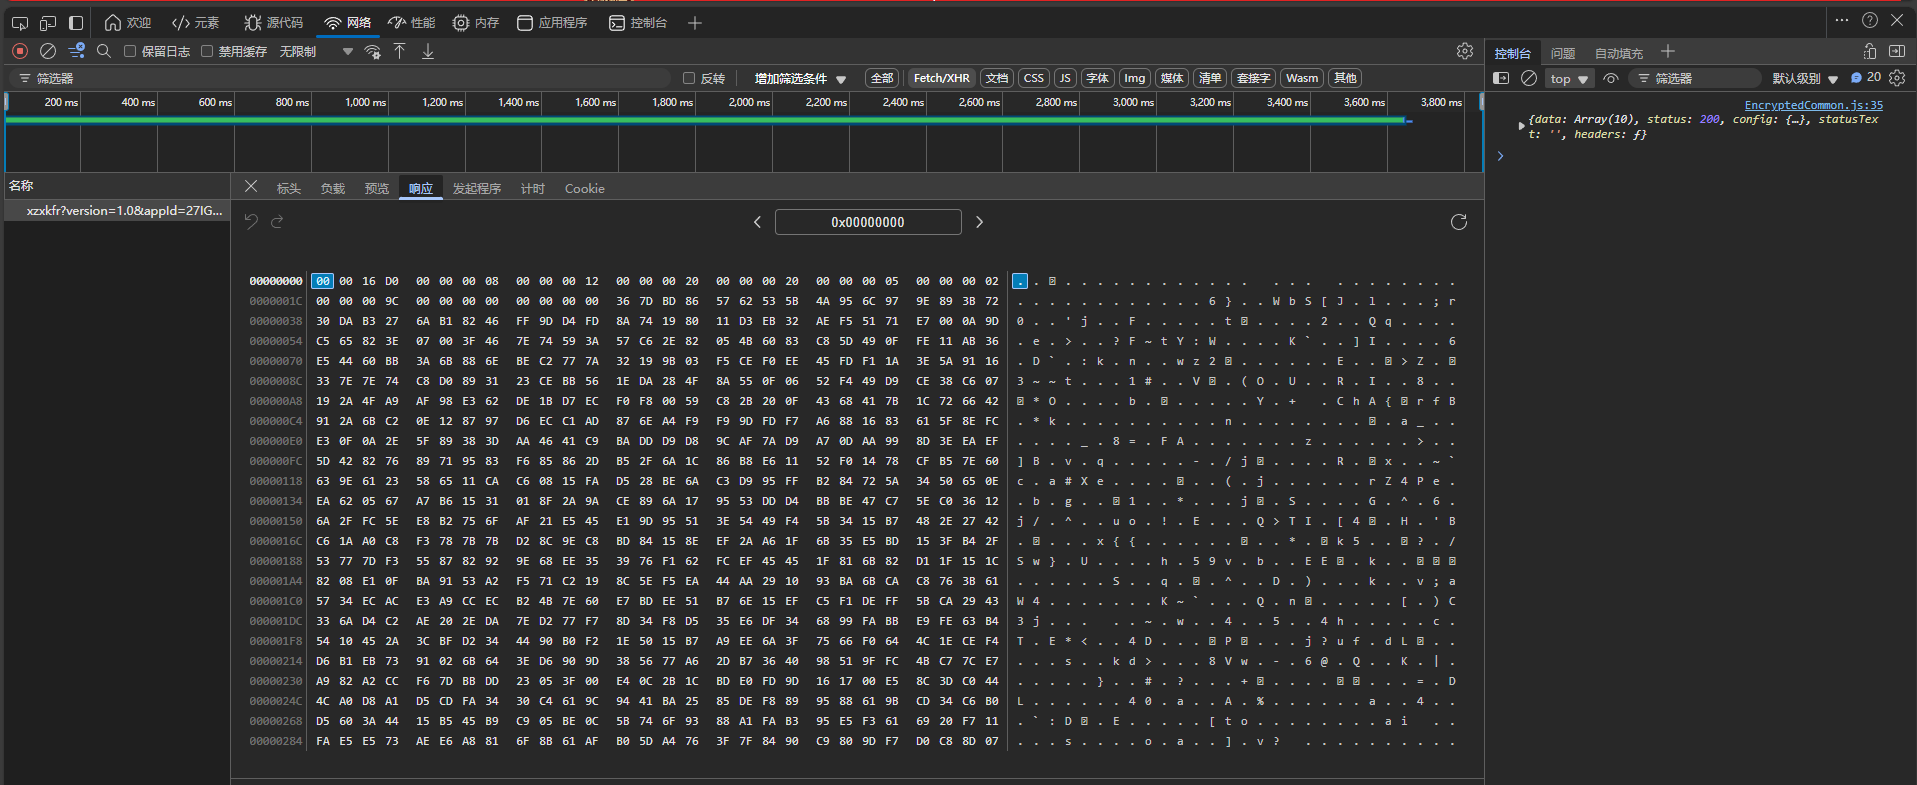 欢迎 元素 源代码 网络 性能 内存 应用程序 控制台
保留日志 禁用缓存 无限制
筛选器 反转 增加筛选条件 全部 Fetch/XHR 文档 CSS JS 字体 Img 媒体 清单 套接字 Wasm 其他
200 ms 400 ms 600 ms 800 ms 1,000 ms 1,200 ms 1,400 ms 1,600 ms 1,800 ms 2,000 ms 2,200 ms 2,400 ms 2,600 ms 2,800 ms 3,000 ms 3,200 ms 3,400 ms 3,600 ms 3,800 ms
名称
xzxkfr?version=1.0&appId=27IG...
标头 负载 预览 响应 发起程序 计时 Cookie
0x00000000
00000000 00 00 16 D0 00 00 00 08 00 00 00 12 00 00 00 20 00 00 00 20 00 00 00 05 00 00 00 02
0000001C 00 00 00 9C 00 00 00 00 00 00 00 00 36 7D BD 86 57 62 53 5B 4A 95 6C 97 9E 89 3B 72
00000038 30 DA B3 27 6A B1 82 46 FF 9D D4 FD 8A 74 19 80 11 D3 EB 32 AE F5 51 71 E7 00 0A 9D
00000054 C5 65 82 3E 07 00 3F 46 7E 74 59 3A 57 C6 2E 82 05 4B 60 83 C8 5D 49 0F FE 11 AB 36
00000070 E5 44 60 BB 3A 6B 88 6E BE C2 77 7A 32 19 9B 03 F5 CE F0 EE 45 FD F1 1A 3E 5A 91 16
0000008C 33 7E 7E 74 C8 D0 89 31 23 CE BB 56 1E DA 28 4F 8A 55 0F 06 52 F4 49 D9 CE 38 C6 07
000000A8 19 2A 4F A9 AF 98 E3 62 DE 1B D7 EC F0 F8 00 59 C8 2B 20 0F 43 68 41 7B 1C 72 66 42
000000C4 91 2A 6B C2 0E 12 87 97 D6 EC C1 AD 87 6E A4 F9 F9 9D FD F7 A6 88 16 83 61 5F 8E FC
000000E0 E3 0F 0A 2E 5F 89 38 3D AA 46 41 C9 BA DD D9 D8 9C AF 7A D9 A7 0D AA 99 8D 3E EA EF
000000FC 5D 42 82 76 89 71 95 83 F6 85 86 2D B5 2F 6A 1C 86 B8 E6 11 52 F0 14 78 CF B5 7E 60
00000118 63 9E 61 23 58 65 11 CA C6 08 15 FA D5 28 BE 6A C3 D9 95 FF B2 84 72 5A 34 50 65 0E
00000134 EA 62 05 67 A7 B6 15 31 01 8F 2A 9A CE 89 6A 17 95 53 DD D4 BB BE 47 C7 5E C0 36 12
00000150 6A 2F FC 5E E8 B2 75 6F AF 21 E5 45 E1 9D 95 51 3E 54 49 F4 5B 34 15 B7 48 2E 27 42
0000016C C6 1A A0 C8 F3 78 7B 7B D2 8C 9E C8 BD 84 15 8E EF 2A A6 1F 6B 35 E5 BD 15 3F B4 2F
00000188 53 77 7D F3 55 87 82 92 9E 68 EE 35 39 76 F1 62 FC EF 45 45 1F 81 6B 82 D1 1F 15 1C
000001A4 82 08 E1 0F BA 91 53 A2 F5 71 C2 19 8C 5E F5 EA 44 AA 29 10 93 BA 6B CA C8 76 3B 61
000001C0 57 34 EC AC E3 A9 CC EC B2 4B 7E 60 E7 BD EE 51 B7 6E 15 EF C5 F1 DE FF 5B CA 29 43
000001DC 33 6A D4 C2 AE 20 2E DA 7E D2 77 F7 8D 34 F8 D5 35 E6 DF 34 68 99 FA BB E9 FE 63 B4
000001F8 54 10 45 2A 3C BF D2 34 44 90 B0 F2 1E 50 15 B7 A9 EE 6A 3F 75 66 F0 64 4C 1E CE F4
00000214 D6 B1 EB 73 91 02 6B 64 3E D6 90 9D 38 56 77 A6 2D B7 36 40 98 51 9F FC 4B C7 7C E7
00000230 A9 82 A2 CC F6 7D BB DD 23 05 3F 00 E4 0C 2B 1C BD E0 FD 9D 16 17 00 E5 8C 3D C0 44
0000024C 4C A0 D8 A1 D5 CD FA 34 30 C4 61 9C 94 41 BA 25 85 DE F8 89 95 88 61 9B CD 34 C6 B0
00000268 D5 60 3A 44 15 B5 45 B9 C9 05 BE 0C 5B 74 6F 93 88 A1 FA B3 95 E5 F3 61 69 20 F7 11
00000284 FA E5 E5 73 AE E6 A8 81 6F 8B 61 AF B0 5D A4 76 3F 7F 84 90 C9 80 9D F7 D0 C8 8D 07
控制台 问题 自动填充
top 筛选器 默认级别 20
EncryptedCommon.js:35
{data: Array(10), status: 200, config: {…}, statusTex
t: '', headers: ƒ}